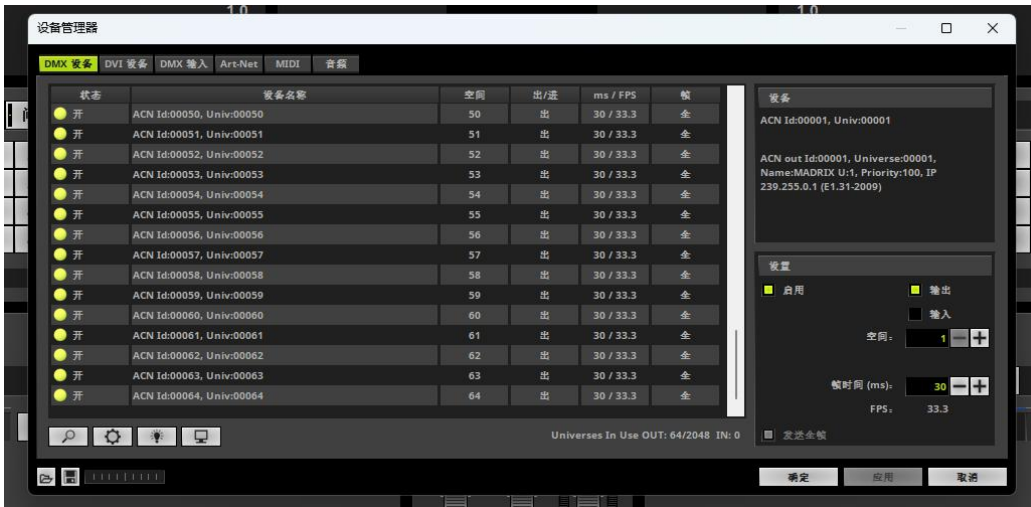 1.0 1.0
设备管理器
DMX 设备 DVI 设备 DMX 输入 Art-Net MIDI 音频
状态 设备名称 空间 出/进 ms / FPS 帧
开 ACN Id:00050, Univ:00050 50 出 30 / 33.3 全
开 ACN Id:00051, Univ:00051 51 出 30 / 33.3 全
开 ACN Id:00052, Univ:00052 52 出 30 / 33.3 全
开 ACN Id:00053, Univ:00053 53 出 30 / 33.3 全
开 ACN Id:00054, Univ:00054 54 出 30 / 33.3 全
开 ACN Id:00055, Univ:00055 55 出 30 / 33.3 全
开 ACN Id:00056, Univ:00056 56 出 30 / 33.3 全
开 ACN Id:00057, Univ:00057 57 出 30 / 33.3 全
开 ACN Id:00058, Univ:00058 58 出 30 / 33.3 全
开 ACN Id:00059, Univ:00059 59 出 30 / 33.3 全
开 ACN Id:00060, Univ:00060 60 出 30 / 33.3 全
开 ACN Id:00061, Univ:00061 61 出 30 / 33.3 全
开 ACN Id:00062, Univ:00062 62 出 30 / 33.3 全
开 ACN Id:00063, Univ:00063 63 出 30 / 33.3 全
开 ACN Id:00064, Univ:00064 64 出 30 / 33.3 全
Universes In Use OUT: 64/2048 IN: 0
设备
ACN Id:00001, Univ:00001
ACN out Id:00001, Universe:00001,
Name:MADRIX U:1, Priority:100, IP
239.255.0.1 (E1.31-2009)
设置
启用 输出
输入
空间: 1
帧时间 (ms): 30
FPS: 33.3
发送全帧
确定 应用 取消